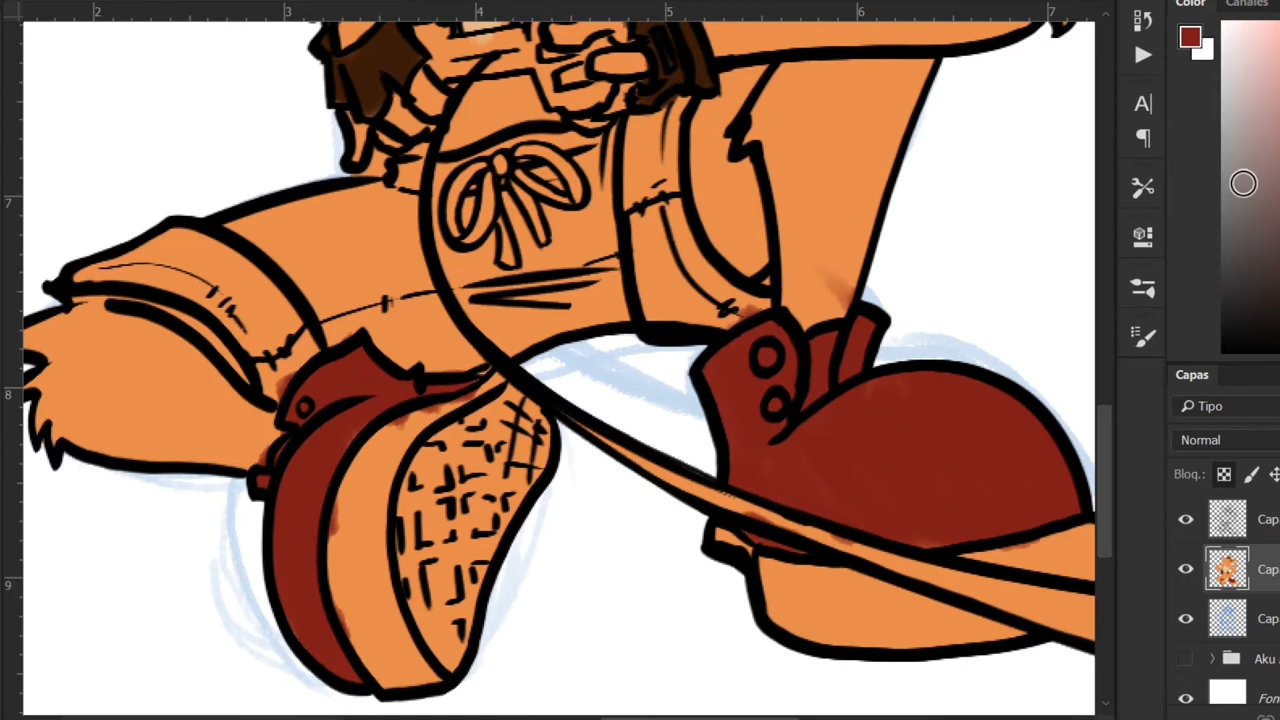 2 3 4 5 6 7
Color Canales
7
8
9
A|
¶
Capas
Tipo
Normal
Bloq.:
Cap
Cap
Cap
Aku
Fon